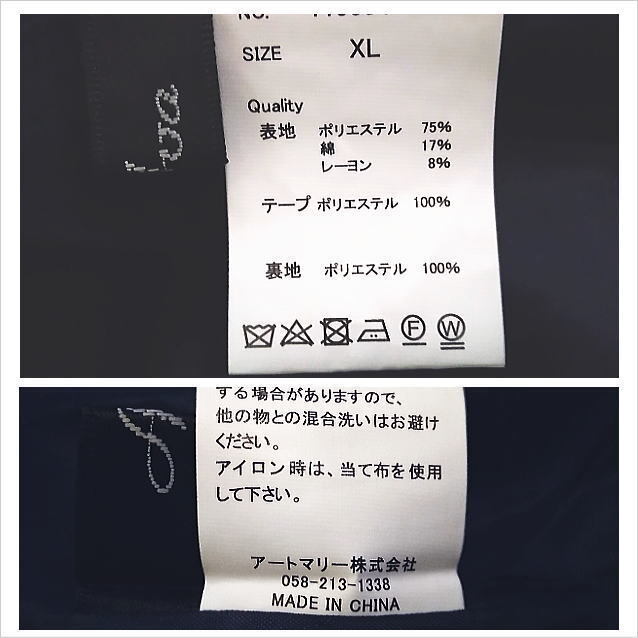 NO.
SIZE XL
Quality
表地 ポリエステル 75%
綿 17%
レーヨン 8%
テープ ポリエステル 100%
裏地 ポリエステル 100%
F W
する場合がありますので、
他の物との混合洗いはお避け
ください。
アイロン時は、当て布を使用
して下さい。
アートマリー株式会社
058-213-1338
MADE IN CHINA